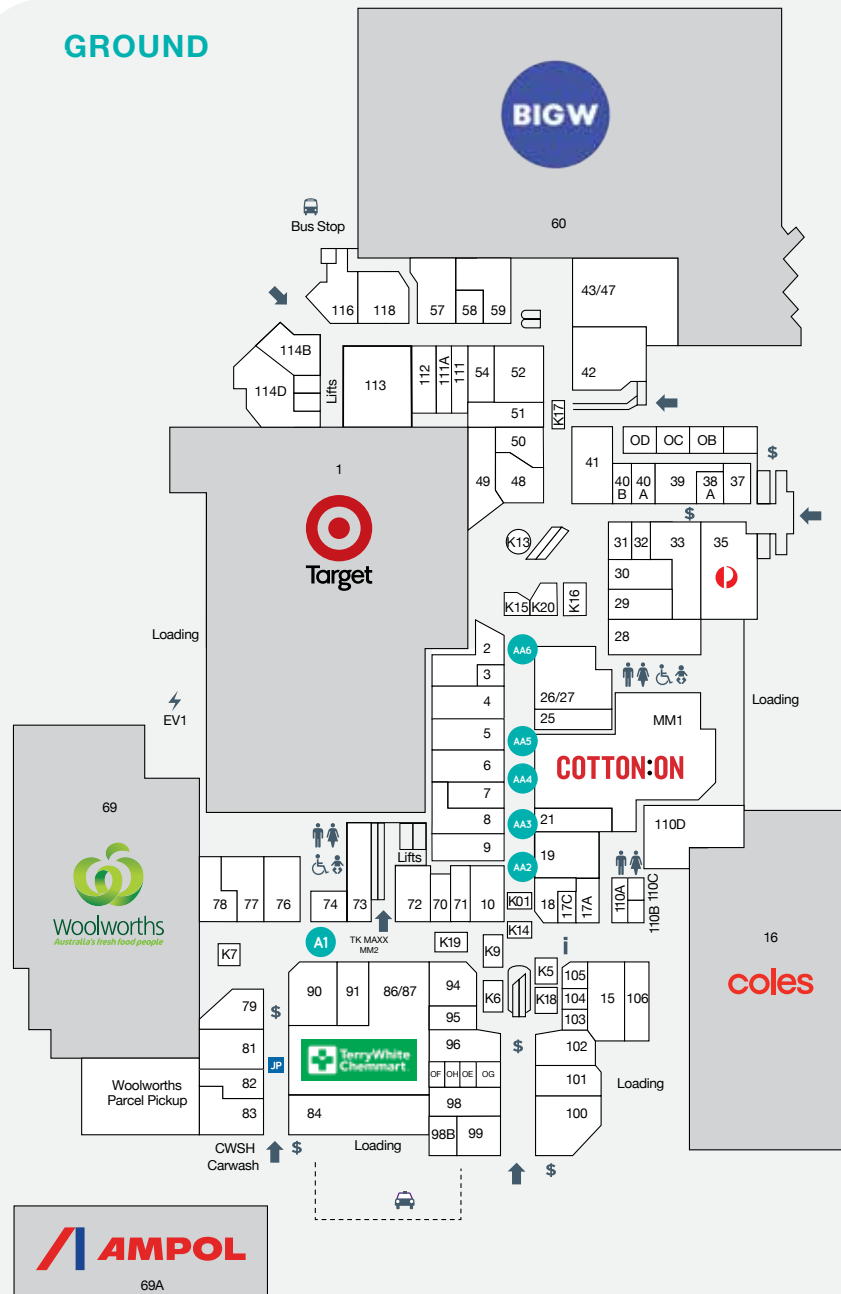 GROUND
BIGW
60
Bus Stop
116
118
57
58
59
43/47
114B
114D
Lifts
113
112
111A
111
54
52
42
51
K17
50
49
48
41
OD
OC
OB
$
40
B
40
A
39
38
A
37
$
1
Target
K13
31
32
33
35
30
29
28
K15
K20
K16
Loading
EV1
2
3
4
5
6
7
8
9
AA6
AA5
AA4
AA3
AA2
26/27
25
MM1
COTTON:ON
Loading
21
19
110D
69
Woolworths
Australia's fresh food people
Lifts
78
77
76
74
73
72
70
71
10
K01
18
17C
17A
110A
110C
110B
K14
A1
TK MAXX
MM2
K7
K19
K9
i
16
coles
90
91
86/87
94
95
K6
K5
K18
105
104
103
15
106
79
$
81
JP
82
83
TerryWhite
Chemmart
84
96
OF
OH
OE
OG
98
98B
99
$
102
101
100
Loading
Woolworths
Parcel Pickup
CWSH
Carwash
$
Loading
$
AMPOL
69A